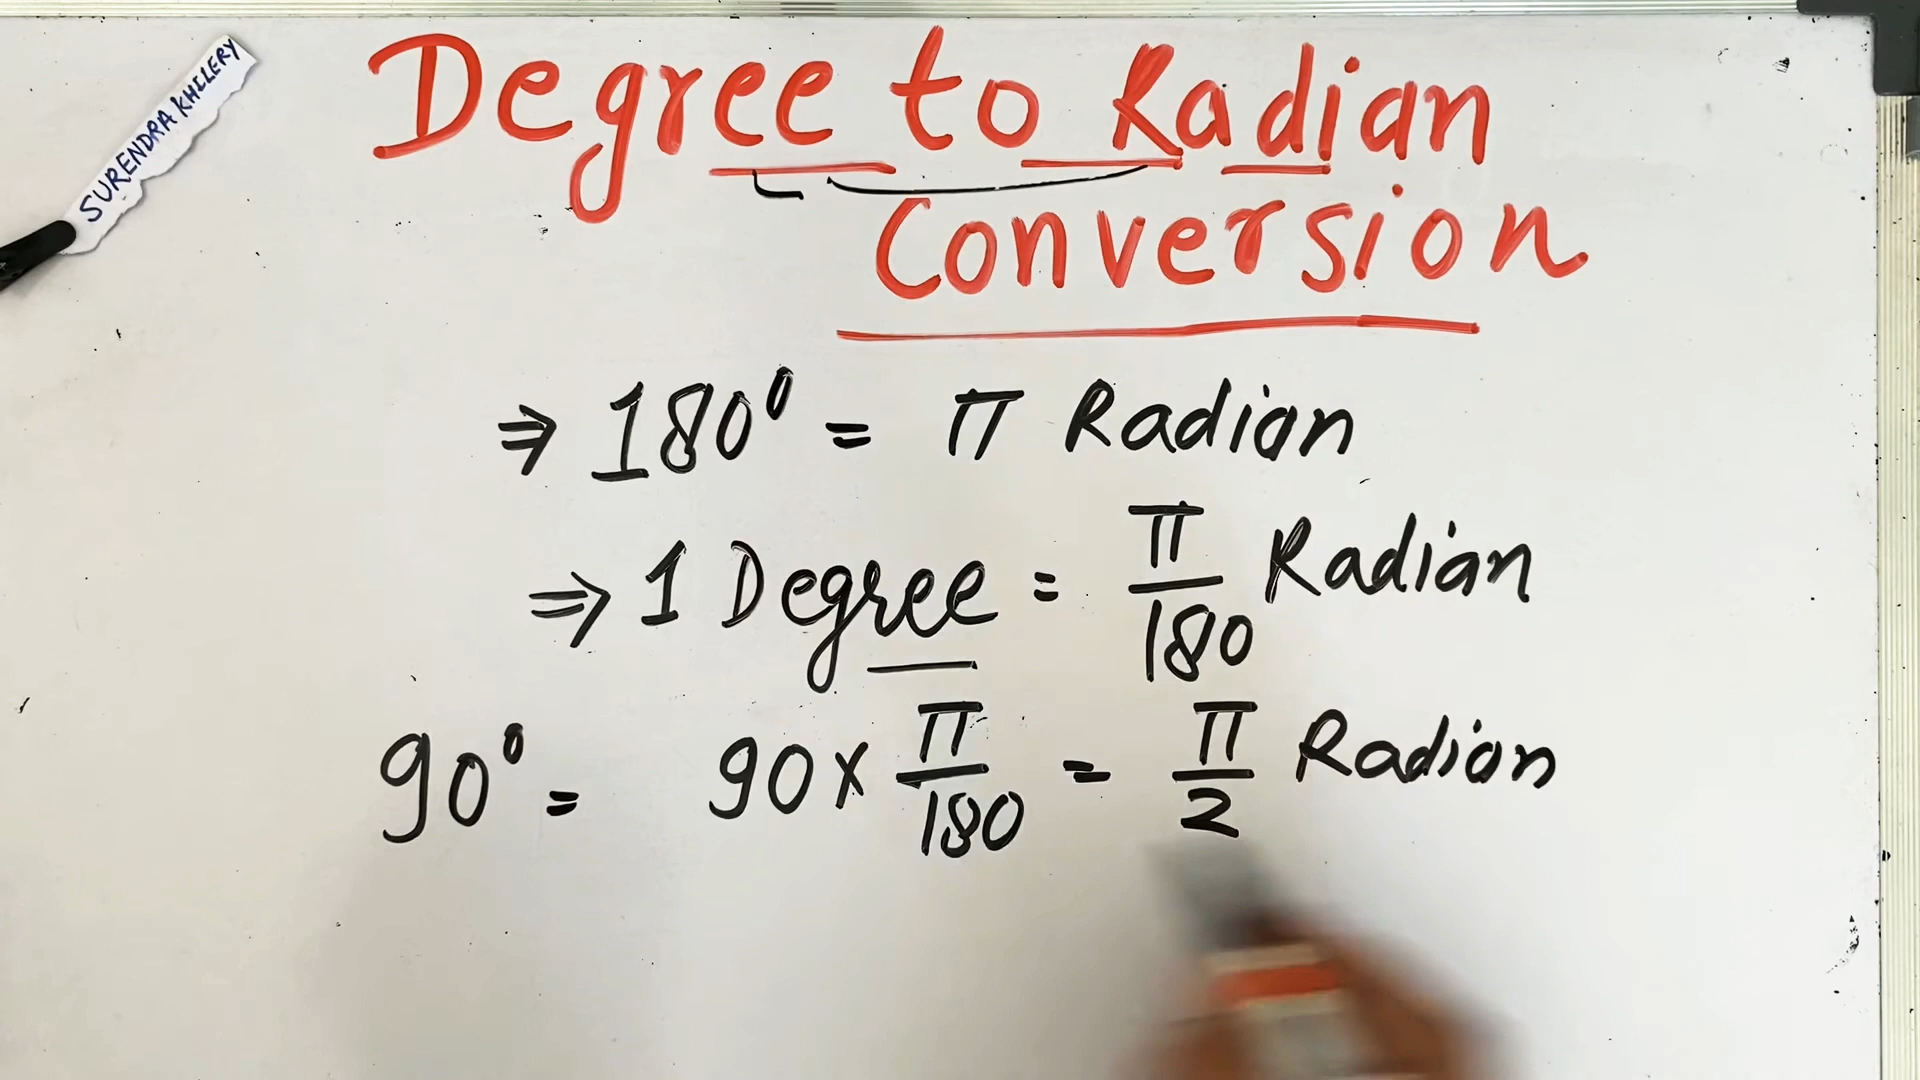 SURENDRA KHILERY
Degree to Radian
Conversion
⇒ 180° = π Radian
⇒ 1 Degree = π/180 Radian
90° = 90 × π/180 = π/2 Radian